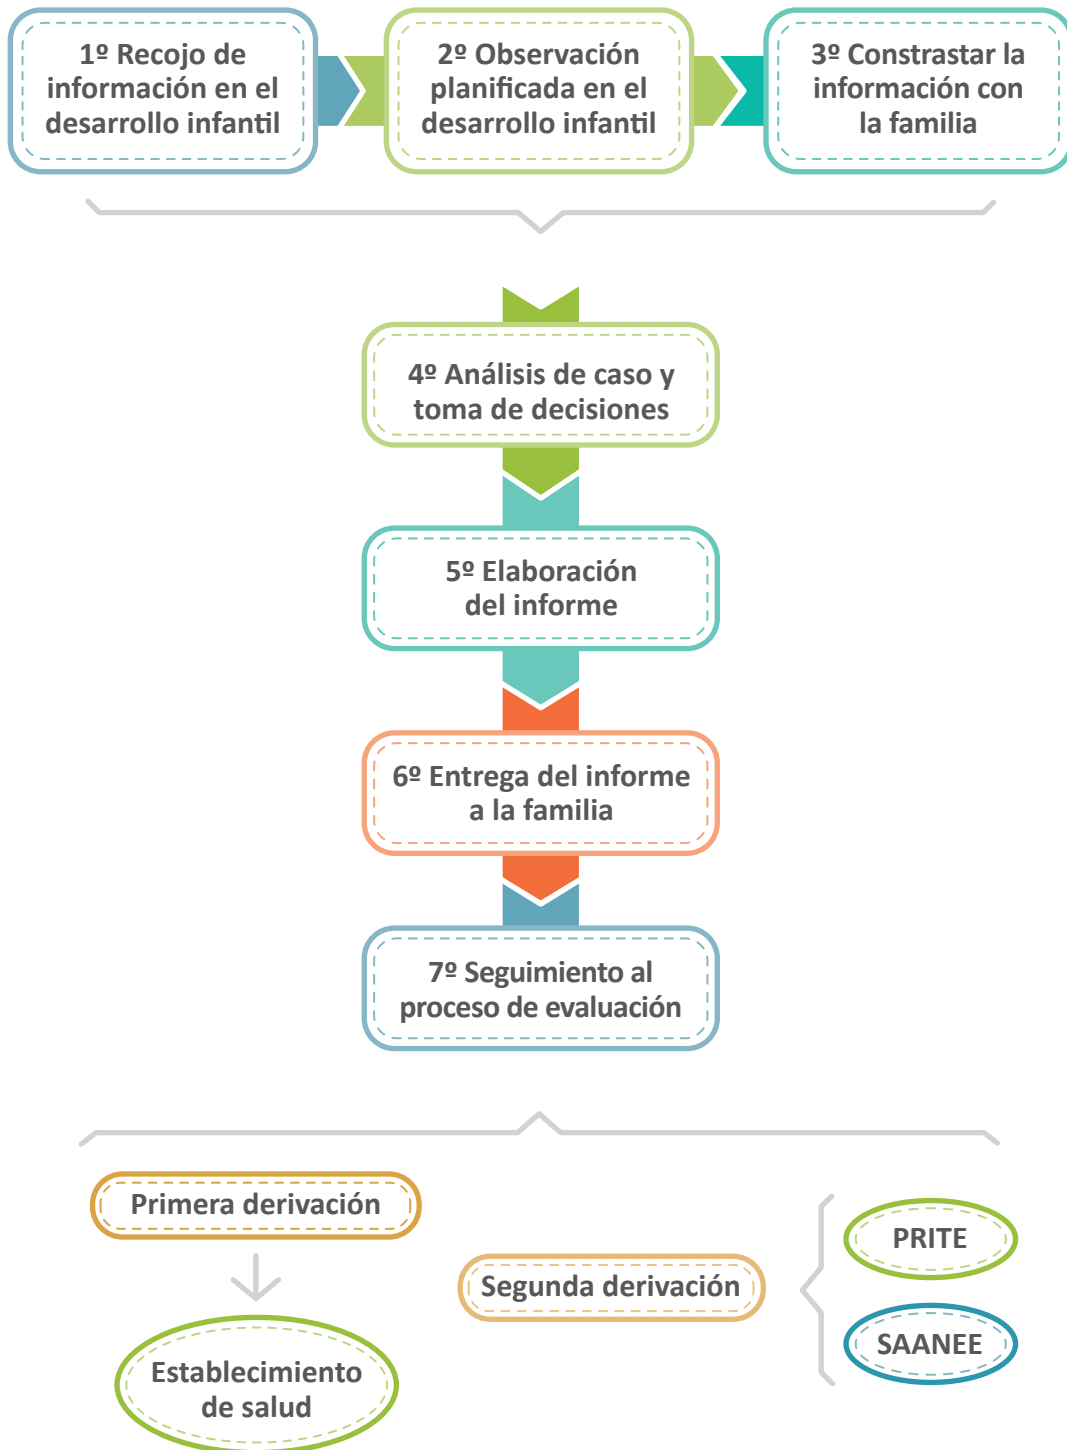 1º Recojo de
información en el
desarrollo infantil
2º Observación
planificada en el
desarrollo infantil
3º Constrastar la
información con
la familia
4º Análisis de caso y
toma de decisiones
5º Elaboración
del informe
6º Entrega del informe
a la familia
7º Seguimiento al
proceso de evaluación
Primera derivación
Establecimiento
de salud
Segunda derivación
PRITE
SAANEE